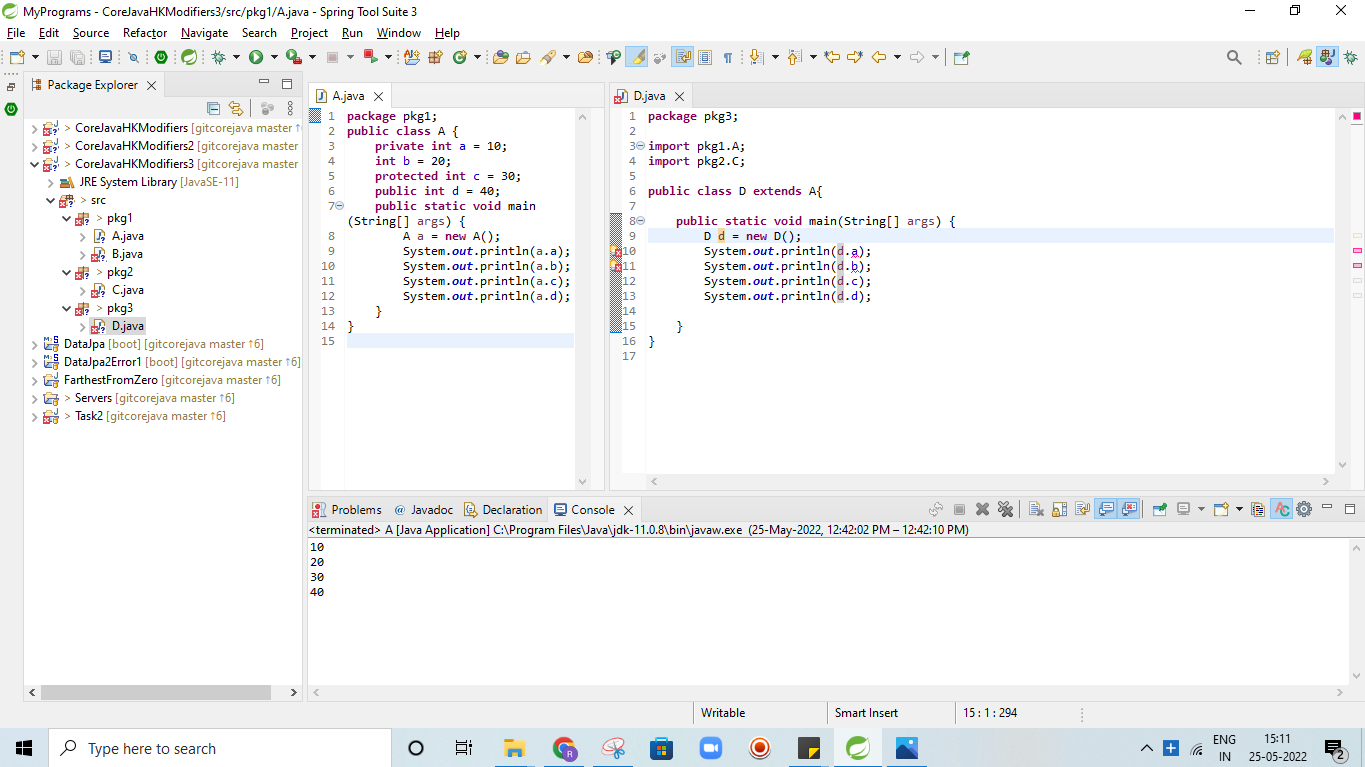 MyPrograms - CoreJavaHKModifiers3/src/pkg1/A.java - Spring Tool Suite 3
File Edit Source Refactor Navigate Search Project Run Window Help
Package Explorer
> CoreJavaHKModifiers [gitcorejava master ↑
> CoreJavaHKModifiers2 [gitcorejava master
> CoreJavaHKModifiers3 [gitcorejava master
JRE System Library [JavaSE-11]
> src
> pkg1
A.java
B.java
> pkg2
C.java
> pkg3
D.java
DataJpa [boot] [gitcorejava master ↑6]
DataJpa2Error1 [boot] [gitcorejava master ↑6]
FarthestFromZero [gitcorejava master ↑6]
> Servers [gitcorejava master ↑6]
> Task2 [gitcorejava master ↑6]
A.java
1 package pkg1;
2 public class A {
3 private int a = 10;
4 int b = 20;
5 protected int c = 30;
6 public int d = 40;
7 public static void main
(String[] args) {
8 A a = new A();
9 System.out.println(a.a);
10 System.out.println(a.b);
11 System.out.println(a.c);
12 System.out.println(a.d);
13 }
14 }
15
D.java
1 package pkg3;
2
3 import pkg1.A;
4 import pkg2.C;
5
6 public class D extends A{
7
8 public static void main(String[] args) {
9 D d = new D();
10 System.out.println(d.a);
11 System.out.println(d.b);
12 System.out.println(d.c);
13 System.out.println(d.d);
14
15 }
16 }
17
Problems @ Javadoc Declaration Console
<terminated> A [Java Application] C:\Program Files\Java\jdk-11.0.8\bin\javaw.exe (25-May-2022, 12:42:02 PM – 12:42:10 PM)
10
20
30
40
Writable Smart Insert 15 : 1 : 294
Type here to search
ENG
IN
15:11
25-05-2022
2